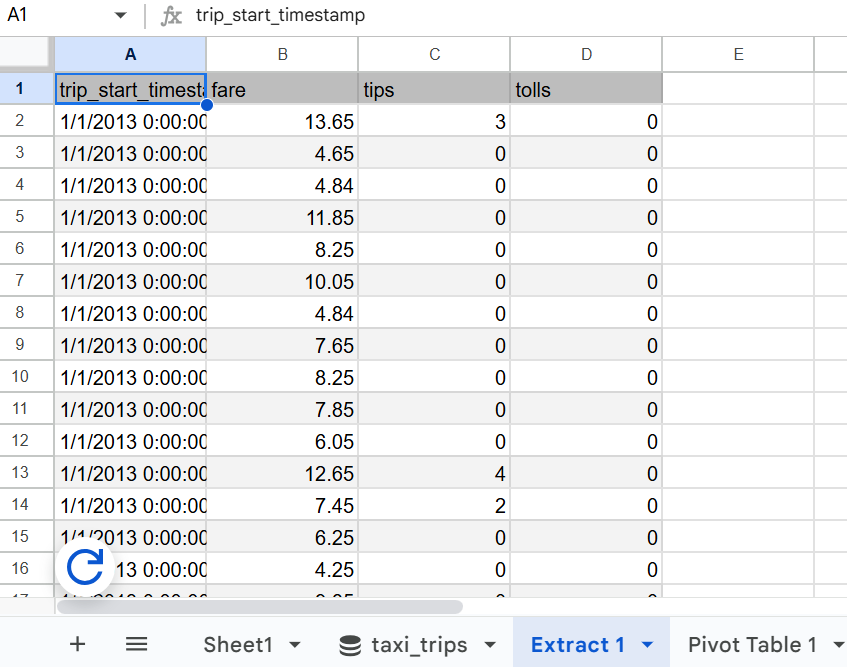 A1 fx trip_start_timestamp
A B C D E
1 trip_start_timesta fare tips tolls
2 1/1/2013 0:00:00 13.65 3 0
3 1/1/2013 0:00:00 4.65 0 0
4 1/1/2013 0:00:00 4.84 0 0
5 1/1/2013 0:00:00 11.85 0 0
6 1/1/2013 0:00:00 8.25 0 0
7 1/1/2013 0:00:00 10.05 0 0
8 1/1/2013 0:00:00 4.84 0 0
9 1/1/2013 0:00:00 7.65 0 0
10 1/1/2013 0:00:00 8.25 0 0
11 1/1/2013 0:00:00 7.85 0 0
12 1/1/2013 0:00:00 6.05 0 0
13 1/1/2013 0:00:00 12.65 4 0
14 1/1/2013 0:00:00 7.45 2 0
15 1/1/2013 0:00:00 6.25 0 0
16 13 0:00:00 4.25 0 0
+ Sheet1 taxi_trips Extract 1 Pivot Table 1